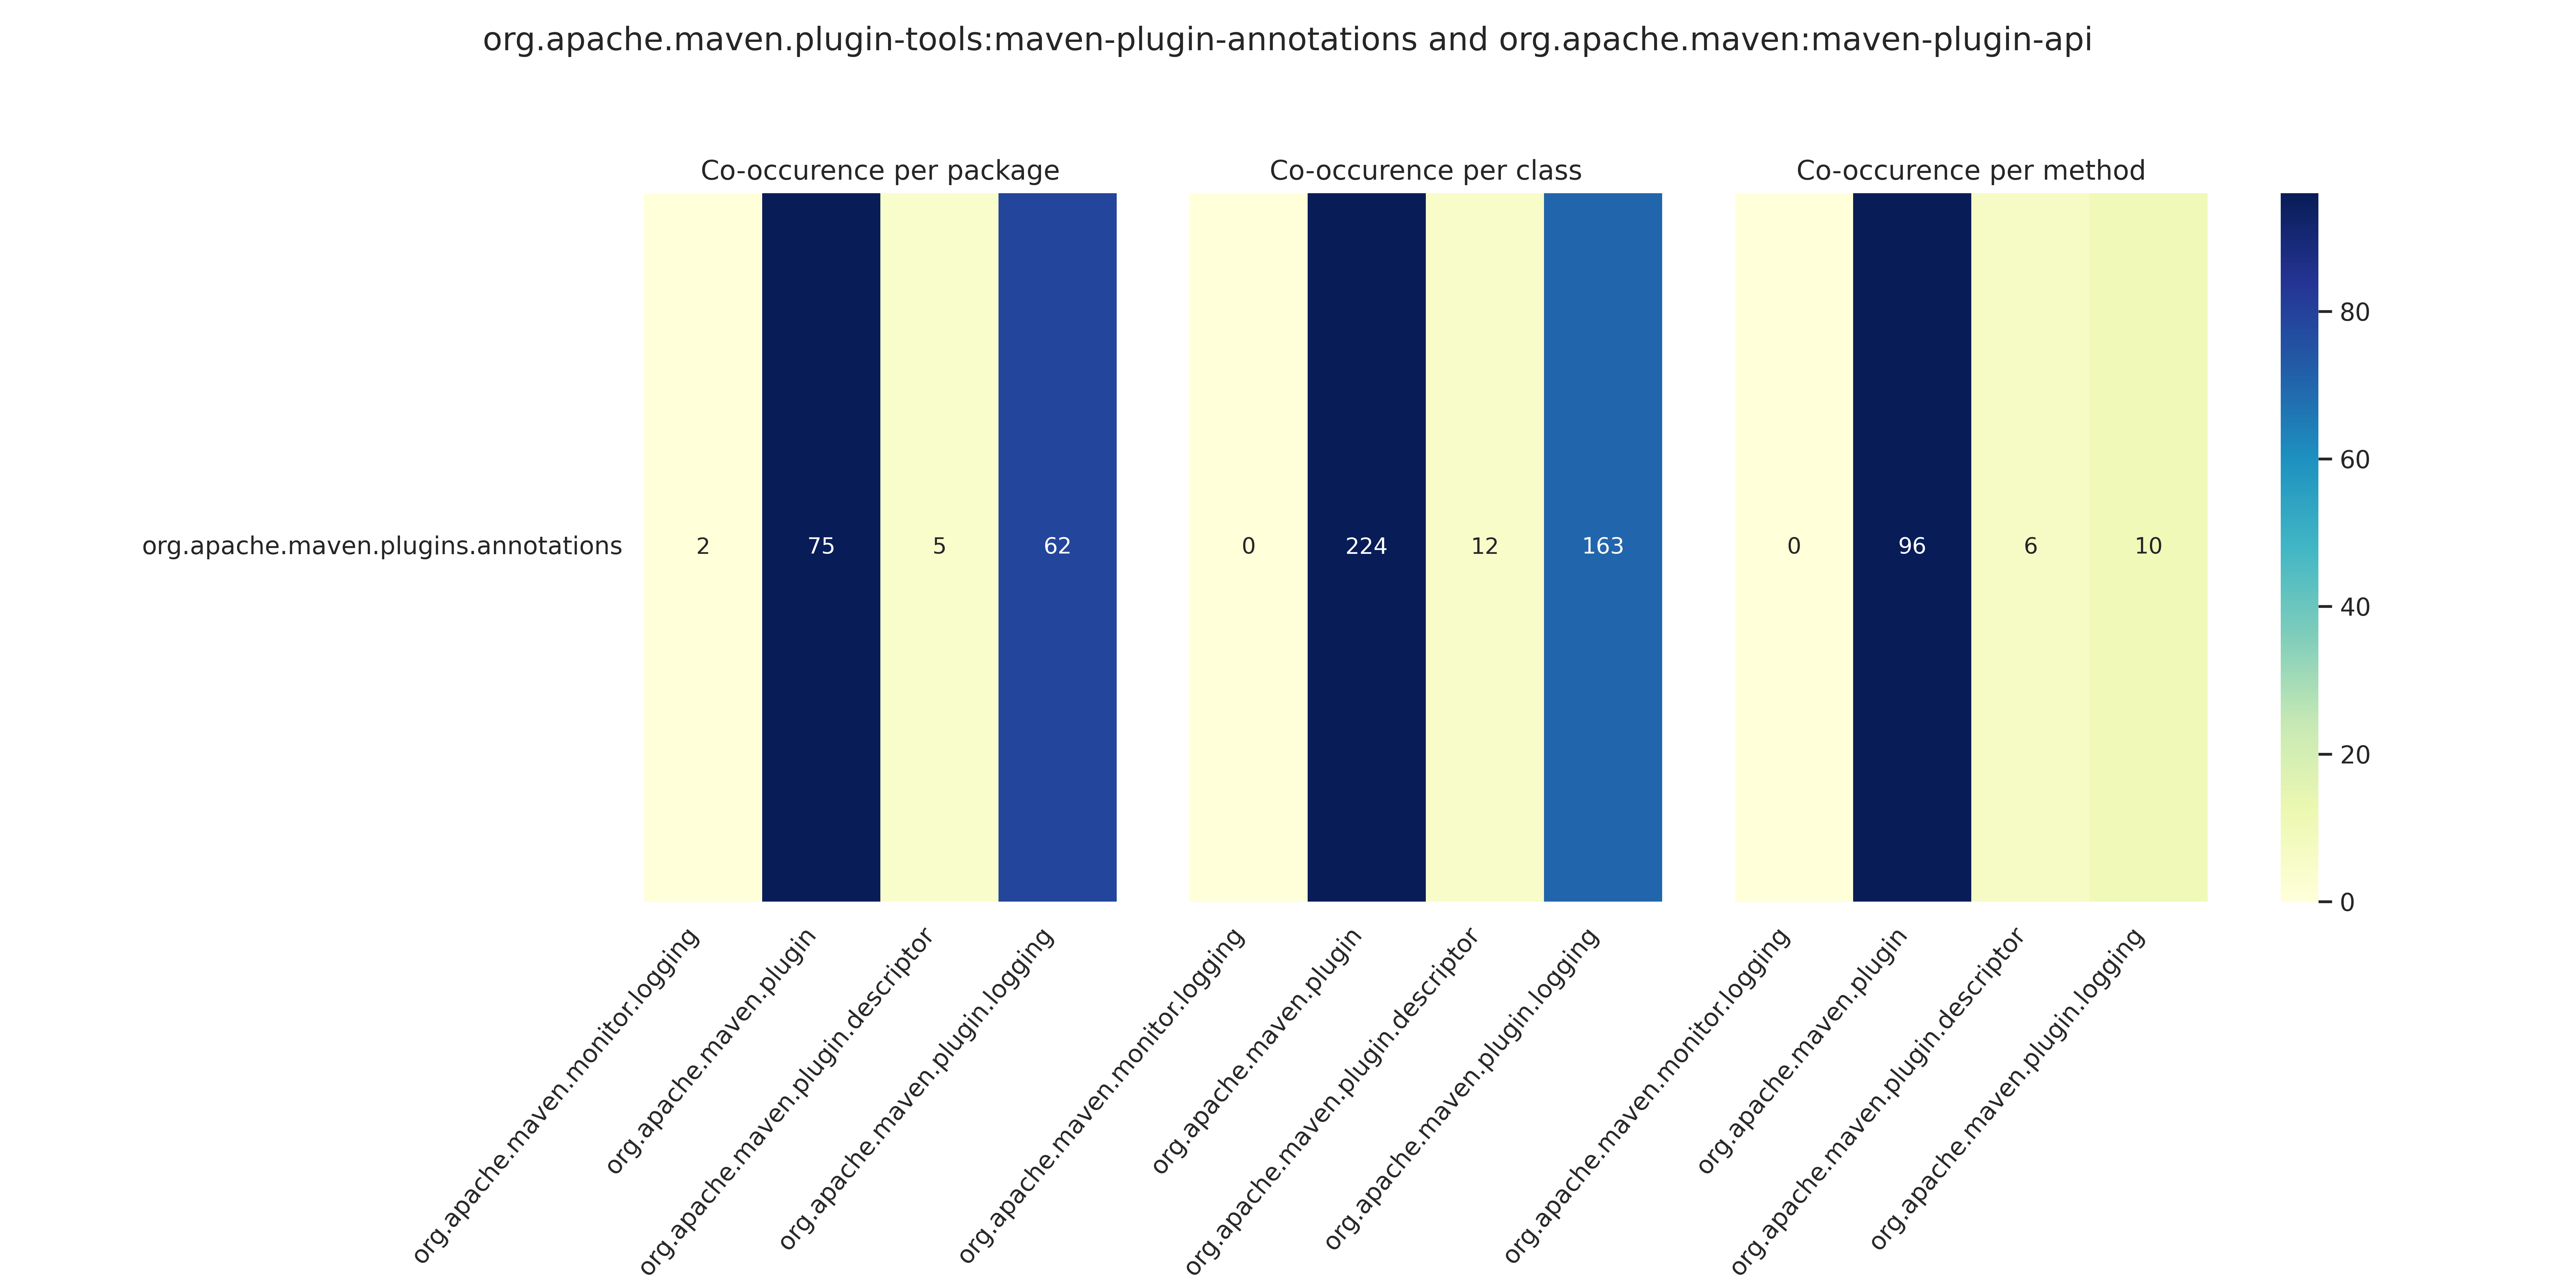 org.apache.maven.plugin-tools:maven-plugin-annotations and org.apache.maven:maven-plugin-api
Co-occurence per package
Co-occurence per class
Co-occurence per method
org.apache.maven.plugins.annotations
2
75
5
62
0
224
12
163
0
96
6
10
80
60
40
20
0
org.apache.maven.monitor.logging
org.apache.maven.plugin
org.apache.maven.plugin.descriptor
org.apache.maven.plugin.logging
org.apache.maven.monitor.logging
org.apache.maven.plugin
org.apache.maven.plugin.descriptor
org.apache.maven.plugin.logging
org.apache.maven.monitor.logging
org.apache.maven.plugin
org.apache.maven.plugin.descriptor
org.apache.maven.plugin.logging